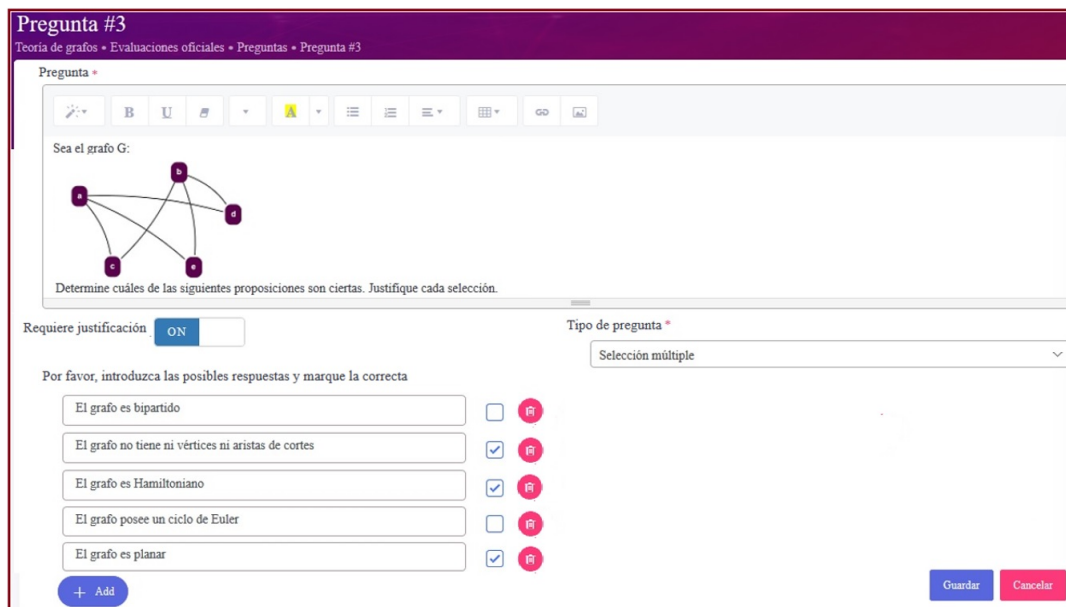 Pregunta #3
Teoría de grafos • Evaluaciones oficiales • Preguntas • Pregunta #3
Pregunta *
B U A
Sea el grafo G:
b
a
d
c e
Determine cuáles de las siguientes proposiciones son ciertas. Justifique cada selección.
Requiere justificación ON
Tipo de pregunta *
Selección múltiple
Por favor, introduzca las posibles respuestas y marque la correcta
El grafo es bipartido
El grafo no tiene ni vértices ni aristas de cortes
El grafo es Hamiltoniano
El grafo posee un ciclo de Euler
El grafo es planar
+ Add
Guardar Cancelar